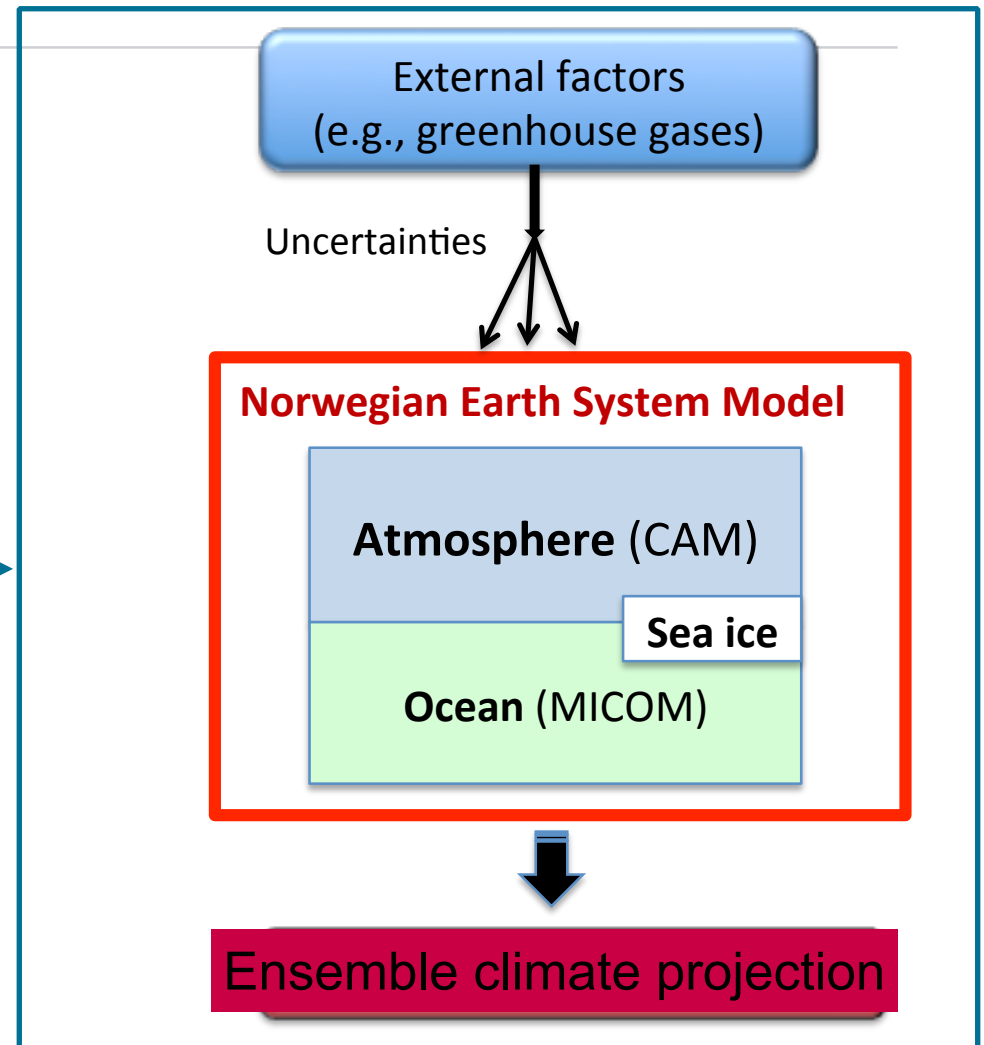 External factors
(e.g., greenhouse gases)
Uncertainties
Norwegian Earth System Model
Atmosphere (CAM)
Sea ice
Ocean (MICOM)
Ensemble climate projection